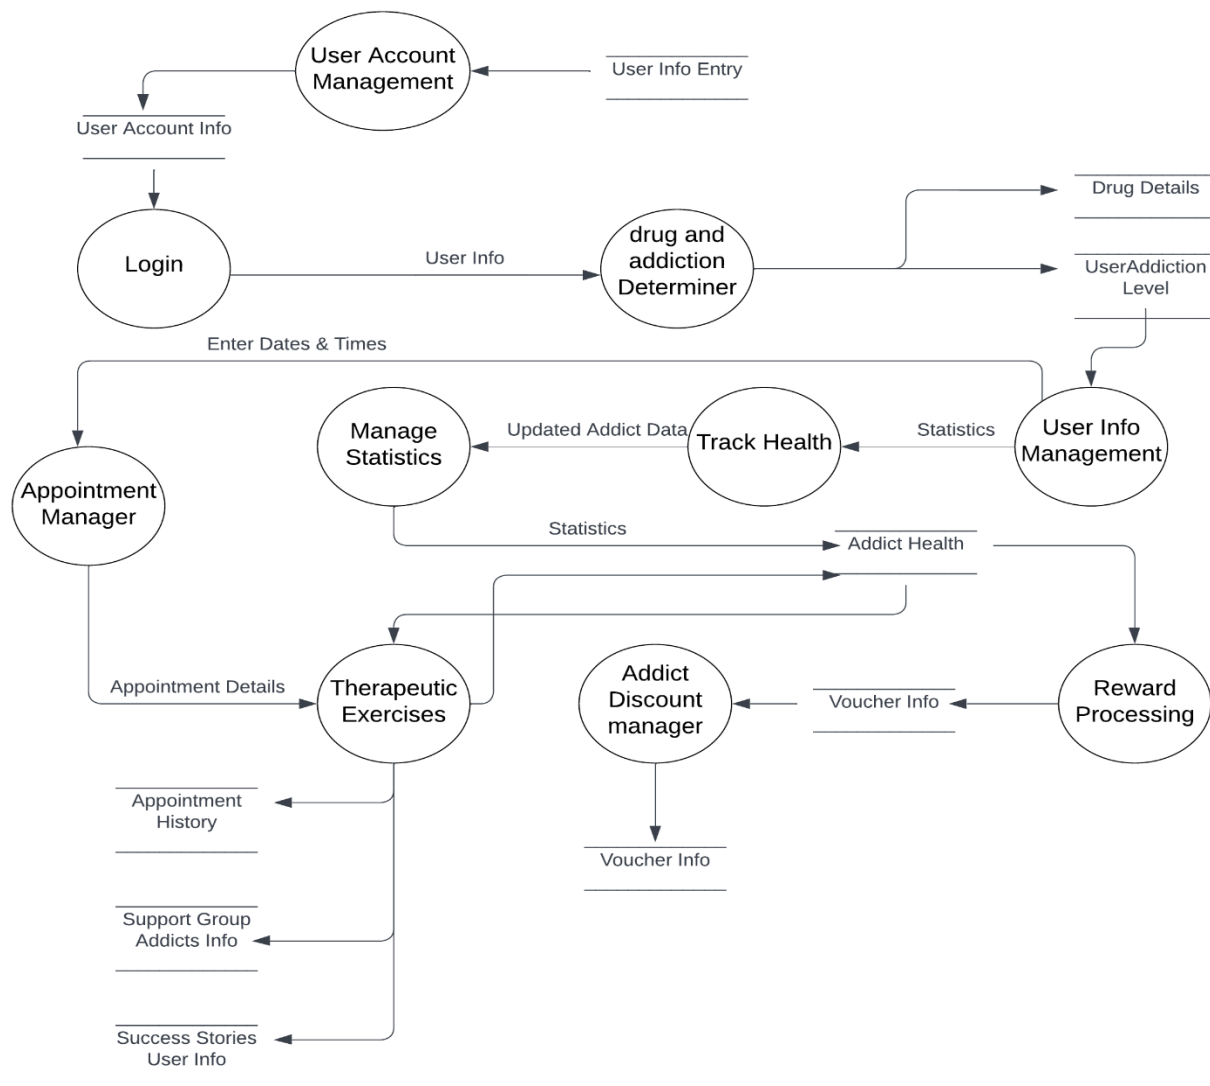 User Account
Management
User Info Entry
User Account Info
Drug Details
Login
User Info
drug and
addiction
Determiner
UserAddiction
Level
Enter Dates & Times
Manage
Statistics
Updated Addict Data
Track Health
Statistics
User Info
Management
Appointment
Manager
Statistics
Addict Health
Appointment Details
Therapeutic
Exercises
Addict
Discount
manager
Voucher Info
Reward
Processing
Appointment
History
Voucher Info
Support Group
Addicts Info
Success Stories
User Info